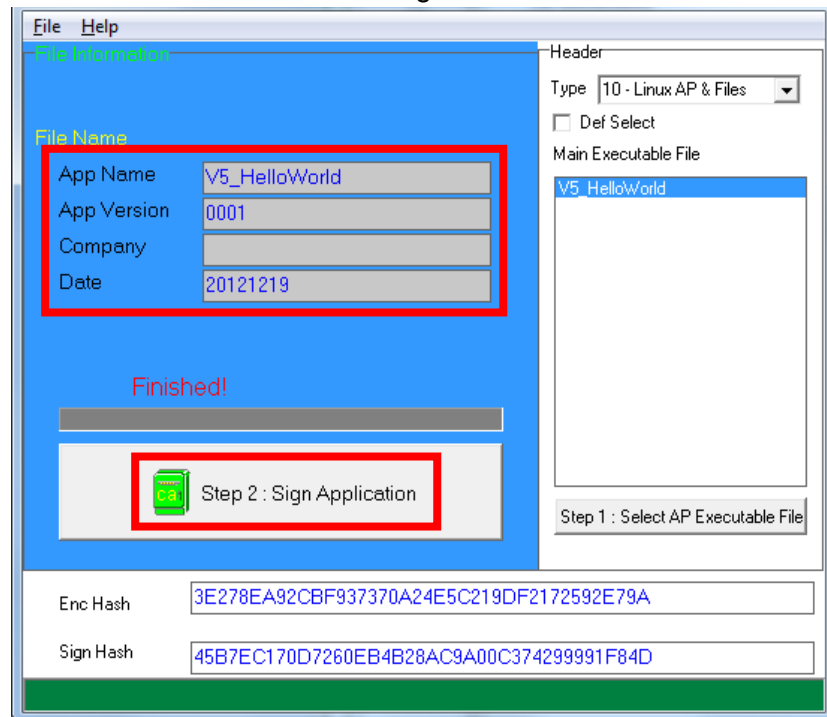 File Help
File Information
File Name
App Name V5_HelloWorld
App Version 0001
Company
Date 20121219
Finished!
ca1 Step 2 : Sign Application
Header
Type 10 - Linux AP & Files
Def Select
Main Executable File
V5_HelloWorld
Step 1 : Select AP Executable File
Enc Hash 3E278EA92CBF937370A24E5C219DF2172592E79A
Sign Hash 45B7EC170D7260EB4B28AC9A00C374299991F84D